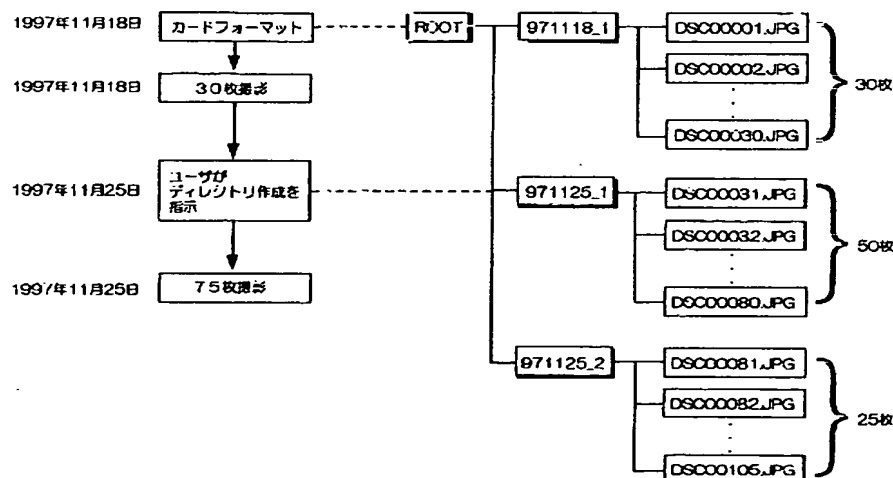 1997年11月18日
カードフォーマット
ROOT
971118_1
DSC00001.JPG
DSC00002.JPG
DSC00030.JPG
30枚
1997年11月18日
30枚撮影
1997年11月25日
ユーザが
ディレジトリ作成を
指示
971125_1
DSC00031.JPG
DSC00032.JPG
DSC00080.JPG
50枚
1997年11月25日
75枚撮影
971125_2
DSC00081.JPG
DSC00082.JPG
DSC00105.JPG
25枚